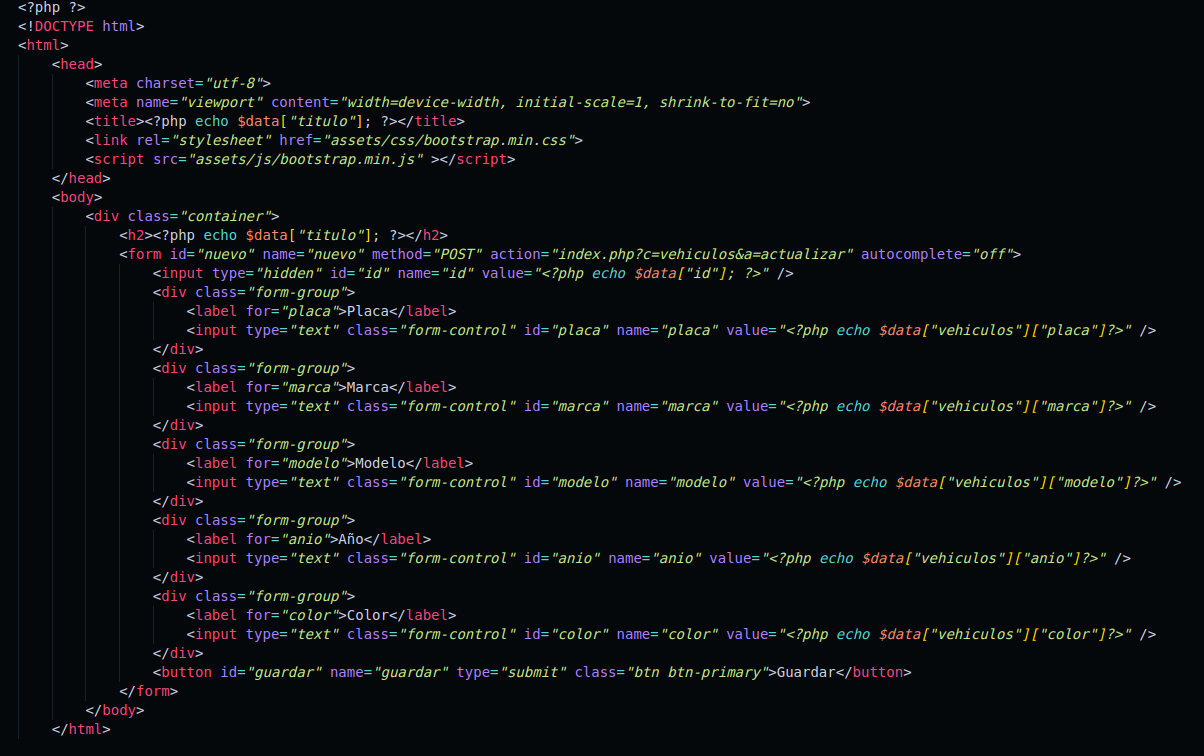 <?php ?>
<!DOCTYPE html>
<html>
<head>
<meta charset="utf-8">
<meta name="viewport" content="width=device-width, initial-scale=1, shrink-to-fit=no">
<title><?php echo $data["titulo"]; ?></title>
<link rel="stylesheet" href="assets/css/bootstrap.min.css">
<script src="assets/js/bootstrap.min.js" ></script>
</head>
<body>
<div class="container">
<h2><?php echo $data["titulo"]; ?></h2>
<form id="nuevo" name="nuevo" method="POST" action="index.php?c=vehiculos&a=actualizar" autocomplete="off">
<input type="hidden" id="id" name="id" value="<?php echo $data["id"]; ?>" />
<div class="form-group">
<label for="placa">Placa</label>
<input type="text" class="form-control" id="placa" name="placa" value="<?php echo $data["vehiculos"]["placa"]?>" />
</div>
<div class="form-group">
<label for="marca">Marca</label>
<input type="text" class="form-control" id="marca" name="marca" value="<?php echo $data["vehiculos"]["marca"]?>" />
</div>
<div class="form-group">
<label for="modelo">Modelo</label>
<input type="text" class="form-control" id="modelo" name="modelo" value="<?php echo $data["vehiculos"]["modelo"]?>" />
</div>
<div class="form-group">
<label for="anio">Año</label>
<input type="text" class="form-control" id="anio" name="anio" value="<?php echo $data["vehiculos"]["anio"]?>" />
</div>
<div class="form-group">
<label for="color">Color</label>
<input type="text" class="form-control" id="color" name="color" value="<?php echo $data["vehiculos"]["color"]?>" />
</div>
<button id="guardar" name="guardar" type="submit" class="btn btn-primary">Guardar</button>
</form>
</body>
</html>